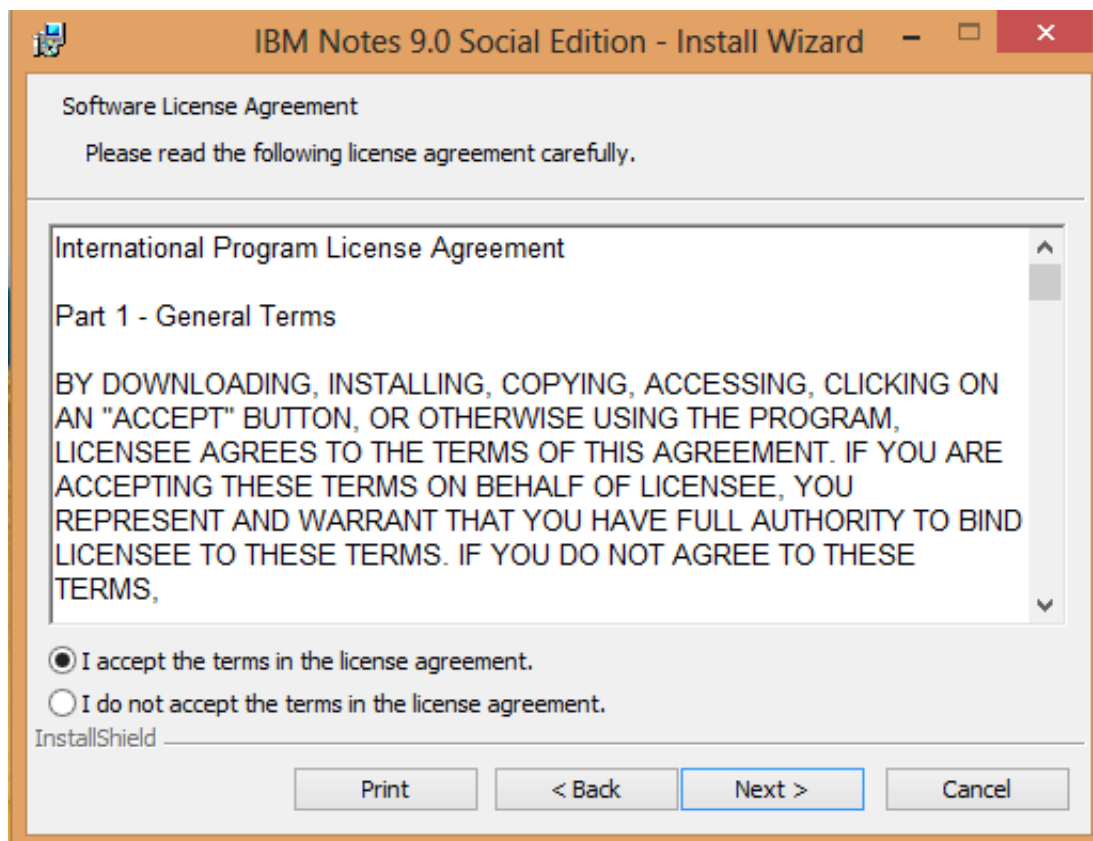 IBM Notes 9.0 Social Edition - Install Wizard
Software License Agreement
Please read the following license agreement carefully.
International Program License Agreement
Part 1 - General Terms
BY DOWNLOADING, INSTALLING, COPYING, ACCESSING, CLICKING ON
AN "ACCEPT" BUTTON, OR OTHERWISE USING THE PROGRAM,
LICENSEE AGREES TO THE TERMS OF THIS AGREEMENT. IF YOU ARE
ACCEPTING THESE TERMS ON BEHALF OF LICENSEE, YOU
REPRESENT AND WARRANT THAT YOU HAVE FULL AUTHORITY TO BIND
LICENSEE TO THESE TERMS. IF YOU DO NOT AGREE TO THESE
TERMS,
I accept the terms in the license agreement.
I do not accept the terms in the license agreement.
InstallShield
Print < Back Next > Cancel